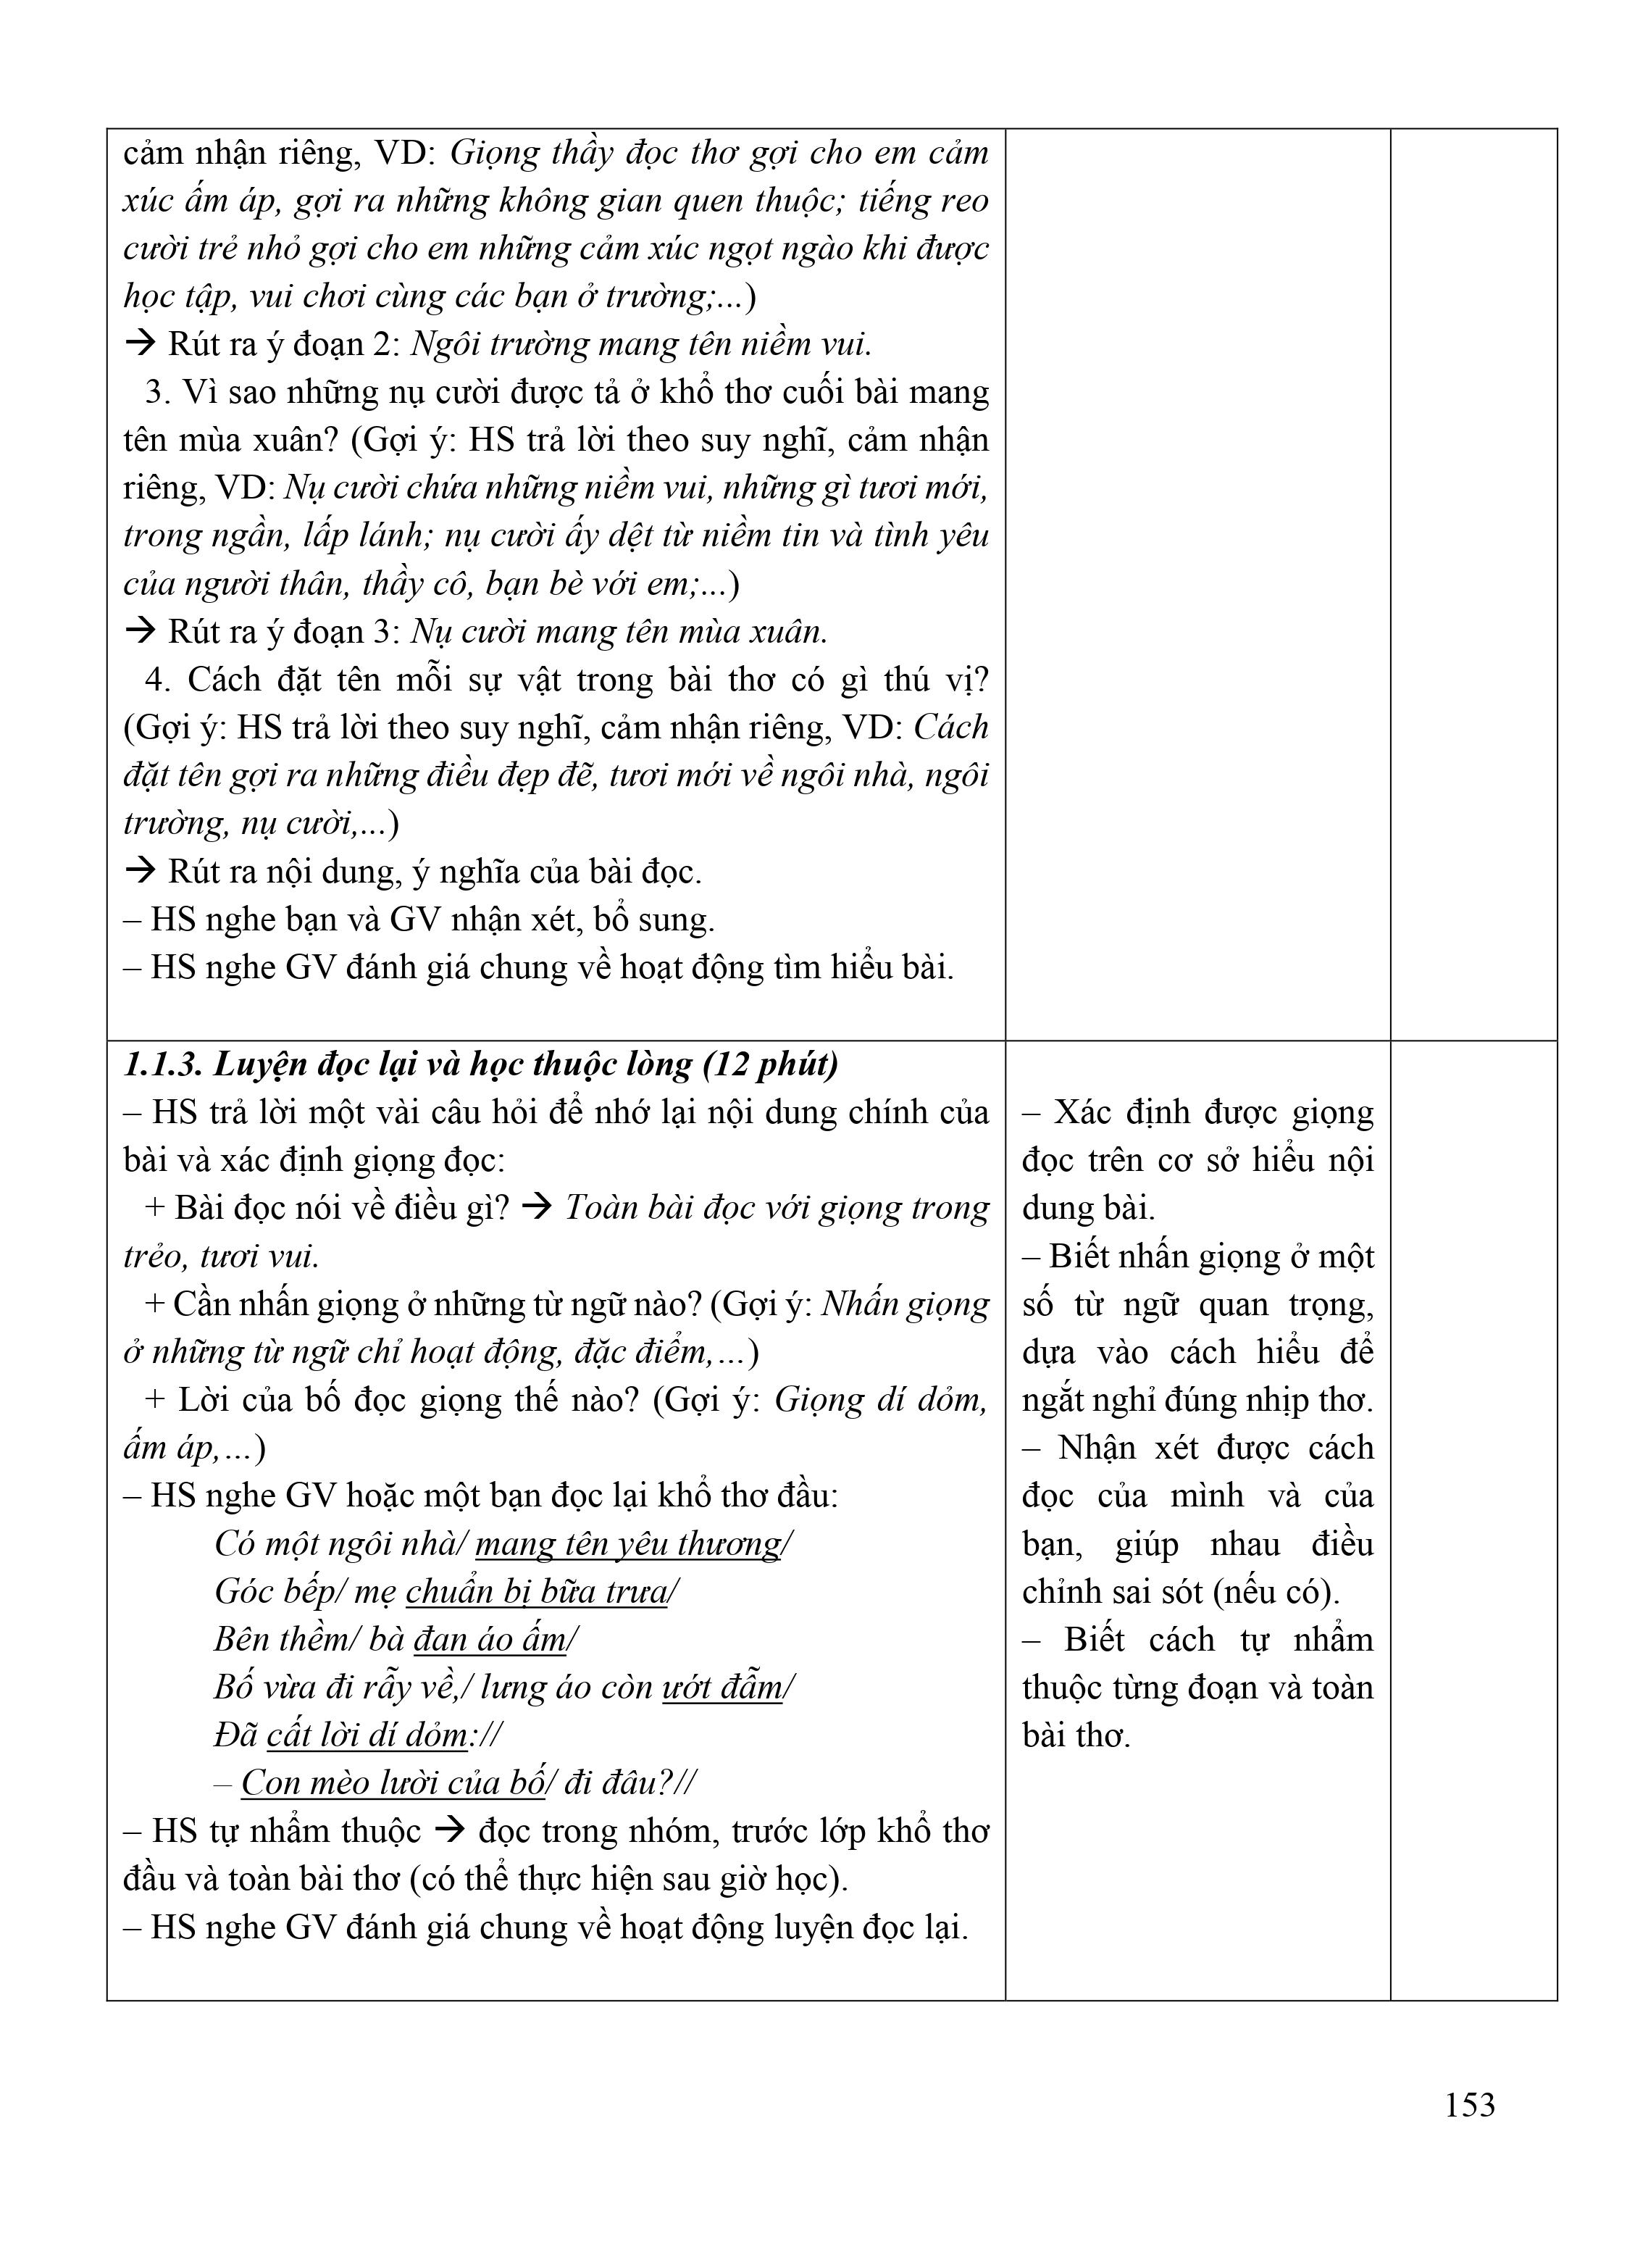 cảm nhận riêng, VD: Giọng thầy đọc thơ gợi cho em cảm
xúc ấm áp, gợi ra những không gian quen thuộc; tiếng reo
cười trẻ nhỏ gợi cho em những cảm xúc ngọt ngào khi được
học tập, vui chơi cùng các bạn ở trường;...)
→ Rút ra ý đoạn 2: Ngôi trường mang tên niềm vui.
3. Vì sao những nụ cười được tả ở khổ thơ cuối bài mang
tên mùa xuân? (Gợi ý: HS trả lời theo suy nghĩ, cảm nhận
riêng, VD: Nụ cười chứa những niềm vui, những gì tươi mới,
trong ngần, lấp lánh; nụ cười ấy dệt từ niềm tin và tình yêu
của người thân, thầy cô, bạn bè với em;...)
→ Rút ra ý đoạn 3: Nụ cười mang tên mùa xuân.
4. Cách đặt tên mỗi sự vật trong bài thơ có gì thú vị?
(Gợi ý: HS trả lời theo suy nghĩ, cảm nhận riêng, VD: Cách
đặt tên gợi ra những điều đẹp đẽ, tươi mới về ngôi nhà, ngôi
trường, nụ cười,...)
→ Rút ra nội dung, ý nghĩa của bài đọc.
– HS nghe bạn và GV nhận xét, bổ sung.
– HS nghe GV đánh giá chung về hoạt động tìm hiểu bài.
1.1.3. Luyện đọc lại và học thuộc lòng (12 phút)
– HS trả lời một vài câu hỏi để nhớ lại nội dung chính của
bài và xác định giọng đọc:
+ Bài đọc nói về điều gì? → Toàn bài đọc với giọng trong
trẻo, tươi vui.
+ Cần nhấn giọng ở những từ ngữ nào? (Gợi ý: Nhấn giọng
ở những từ ngữ chỉ hoạt động, đặc điểm,...)
+ Lời của bố đọc giọng thế nào? (Gợi ý: Giọng dí dỏm,
ấm áp,...)
– HS nghe GV hoặc một bạn đọc lại khổ thơ đầu:
Có một ngôi nhà/ mang tên yêu thương/
Góc bếp/ mẹ chuẩn bị bữa trưa/
Bên thềm/ bà đan áo ấm/
Bố vừa đi rẫy về,/ lưng áo còn ướt đẫm/
Đã cất lời dí dỏm://
– Con mèo lười của bố/ đi đâu?//
– HS tự nhẩm thuộc → đọc trong nhóm, trước lớp khổ thơ
đầu và toàn bài thơ (có thể thực hiện sau giờ học).
– HS nghe GV đánh giá chung về hoạt động luyện đọc lại.
– Xác định được giọng
đọc trên cơ sở hiểu nội
dung bài.
– Biết nhấn giọng ở một
số từ ngữ quan trọng,
dựa vào cách hiểu để
ngắt nghỉ đúng nhịp thơ.
– Nhận xét được cách
đọc của mình và của
bạn, giúp nhau điều
chỉnh sai sót (nếu có).
– Biết cách tự nhẩm
thuộc từng đoạn và toàn
bài thơ.
153